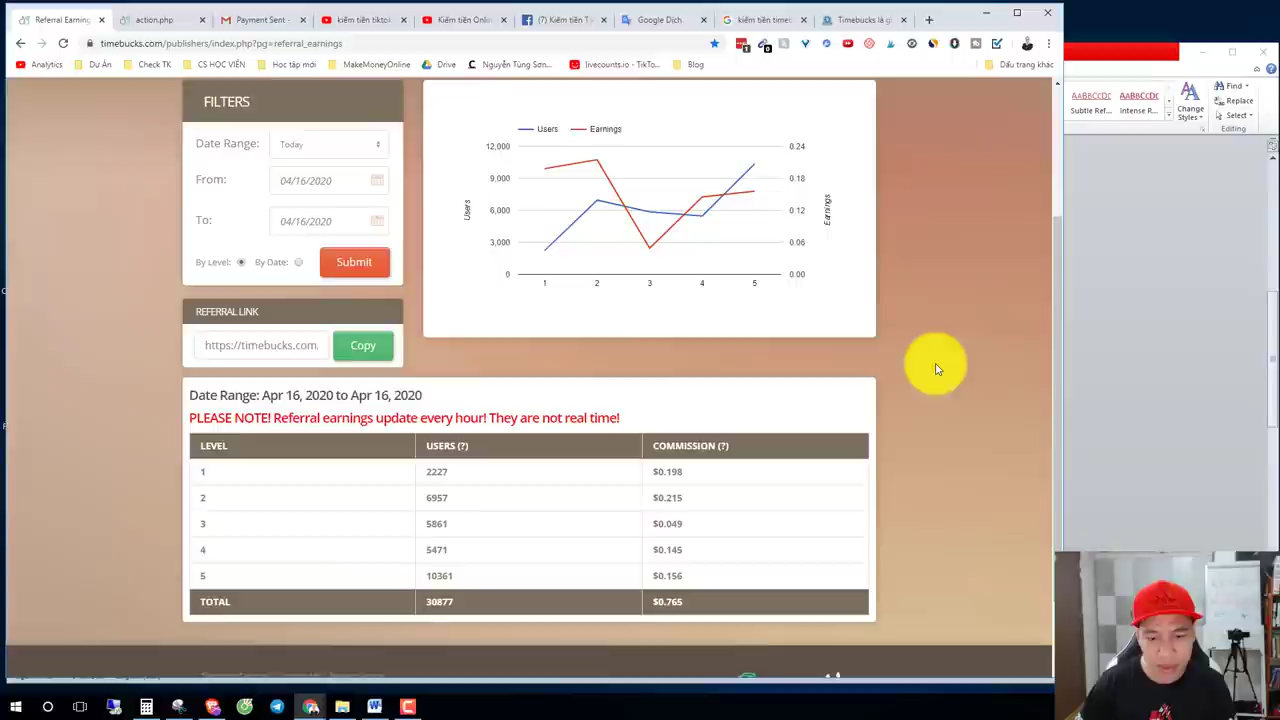 Referral Earning
action.php
Payment Sent -
kiếm tiền tiktok
Kiếm tiền Onlin
(7) Kiếm tiền T
Google Dịch
kiếm tiền time
Timebucks là g
timebucks.com/publishers/index.php?pg=referral_earnings
Analytics
Dự Án
Check TK
CS HOC VIÊN
Học tập mới
MakeMoneyOnline
Drive
Nguyễn Tùng Sơn...
livecounts.io - TikTo...
Blog
Dấu trang khác
FILTERS
Date Range:
Today
From:
04/16/2020
To:
04/16/2020
By Level:
By Date:
Submit
REFERRAL LINK
https://timebucks.com.
Copy
Users
Earnings
12,000
9,000
6,000
3,000
0
0.24
0.18
0.12
0.06
0.00
Users
Earnings
1
2
3
4
5
Date Range: Apr 16, 2020 to Apr 16, 2020
PLEASE NOTE! Referral earnings update every hour! They are not real time!
LEVEL USERS (?) COMMISSION (?)
1 2227 $0.198
2 6957 $0.215
3 5861 $0.049
4 5471 $0.145
5 10361 $0.156
TOTAL 30877 $0.765
AaBbCcDc
AaBbCcDc
Subtle Ref...
Intense R...
Change
Styles
Find
Replace
Select
Editing